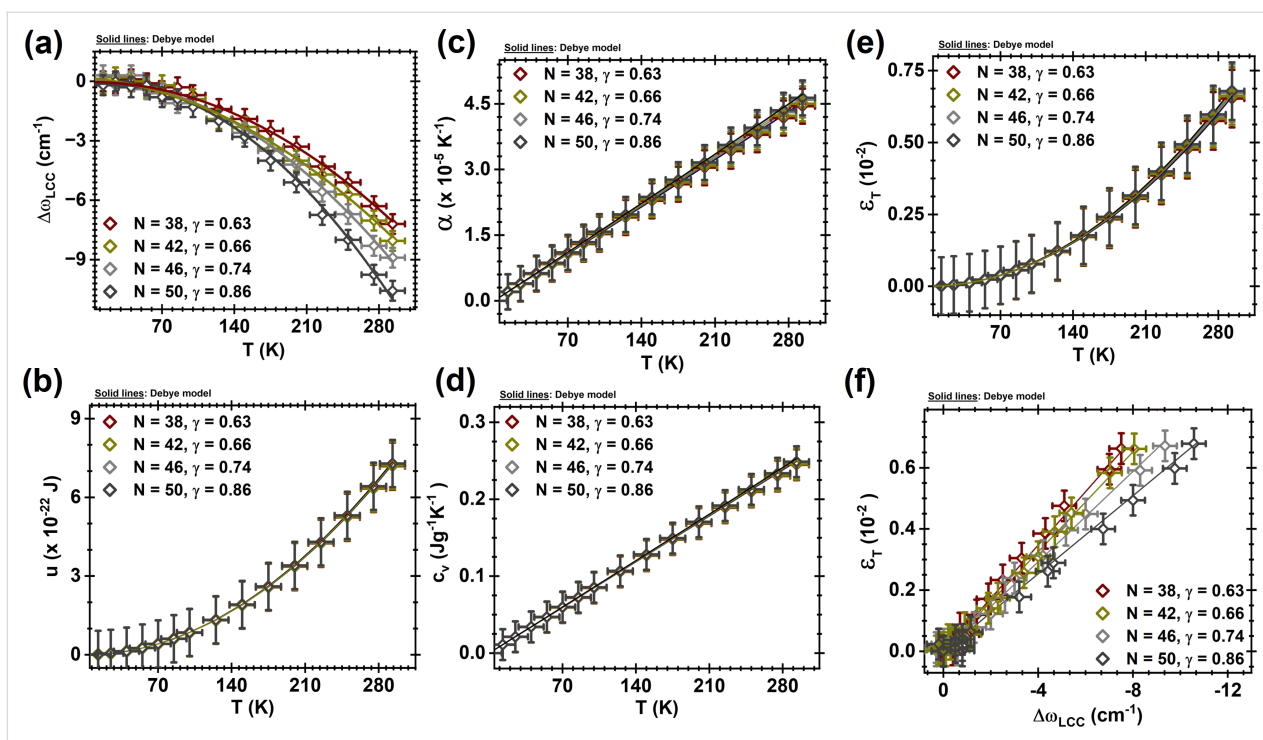 (a)
Solid lines: Debye model
Δω_LCC (cm⁻¹)
0
-3
-6
-9
N = 38, γ = 0.63
N = 42, γ = 0.66
N = 46, γ = 0.74
N = 50, γ = 0.86
70 140 210 280
T (K)
(c)
Solid lines: Debye model
α (x 10⁻⁵ K⁻¹)
4.5
3.0
1.5
0.0
N = 38, γ = 0.63
N = 42, γ = 0.66
N = 46, γ = 0.74
N = 50, γ = 0.86
70 140 210 280
T (K)
(e)
Solid lines: Debye model
ε_T (10⁻²)
0.75
0.50
0.25
0.00
N = 38, γ = 0.63
N = 42, γ = 0.66
N = 46, γ = 0.74
N = 50, γ = 0.86
70 140 210 280
T (K)
(b)
Solid lines: Debye model
u (x 10⁻²² J)
9
6
3
0
N = 38, γ = 0.63
N = 42, γ = 0.66
N = 46, γ = 0.74
N = 50, γ = 0.86
70 140 210 280
T (K)
(d)
Solid lines: Debye model
c_v (Jg⁻¹K⁻¹)
0.3
0.2
0.1
0.0
N = 38, γ = 0.63
N = 42, γ = 0.66
N = 46, γ = 0.74
N = 50, γ = 0.86
70 140 210 280
T (K)
(f)
Solid lines: Debye model
ε_T (10⁻²)
0.6
0.4
0.2
0.0
N = 38, γ = 0.63
N = 42, γ = 0.66
N = 46, γ = 0.74
N = 50, γ = 0.86
0 -4 -8 -12
Δω_LCC (cm⁻¹)